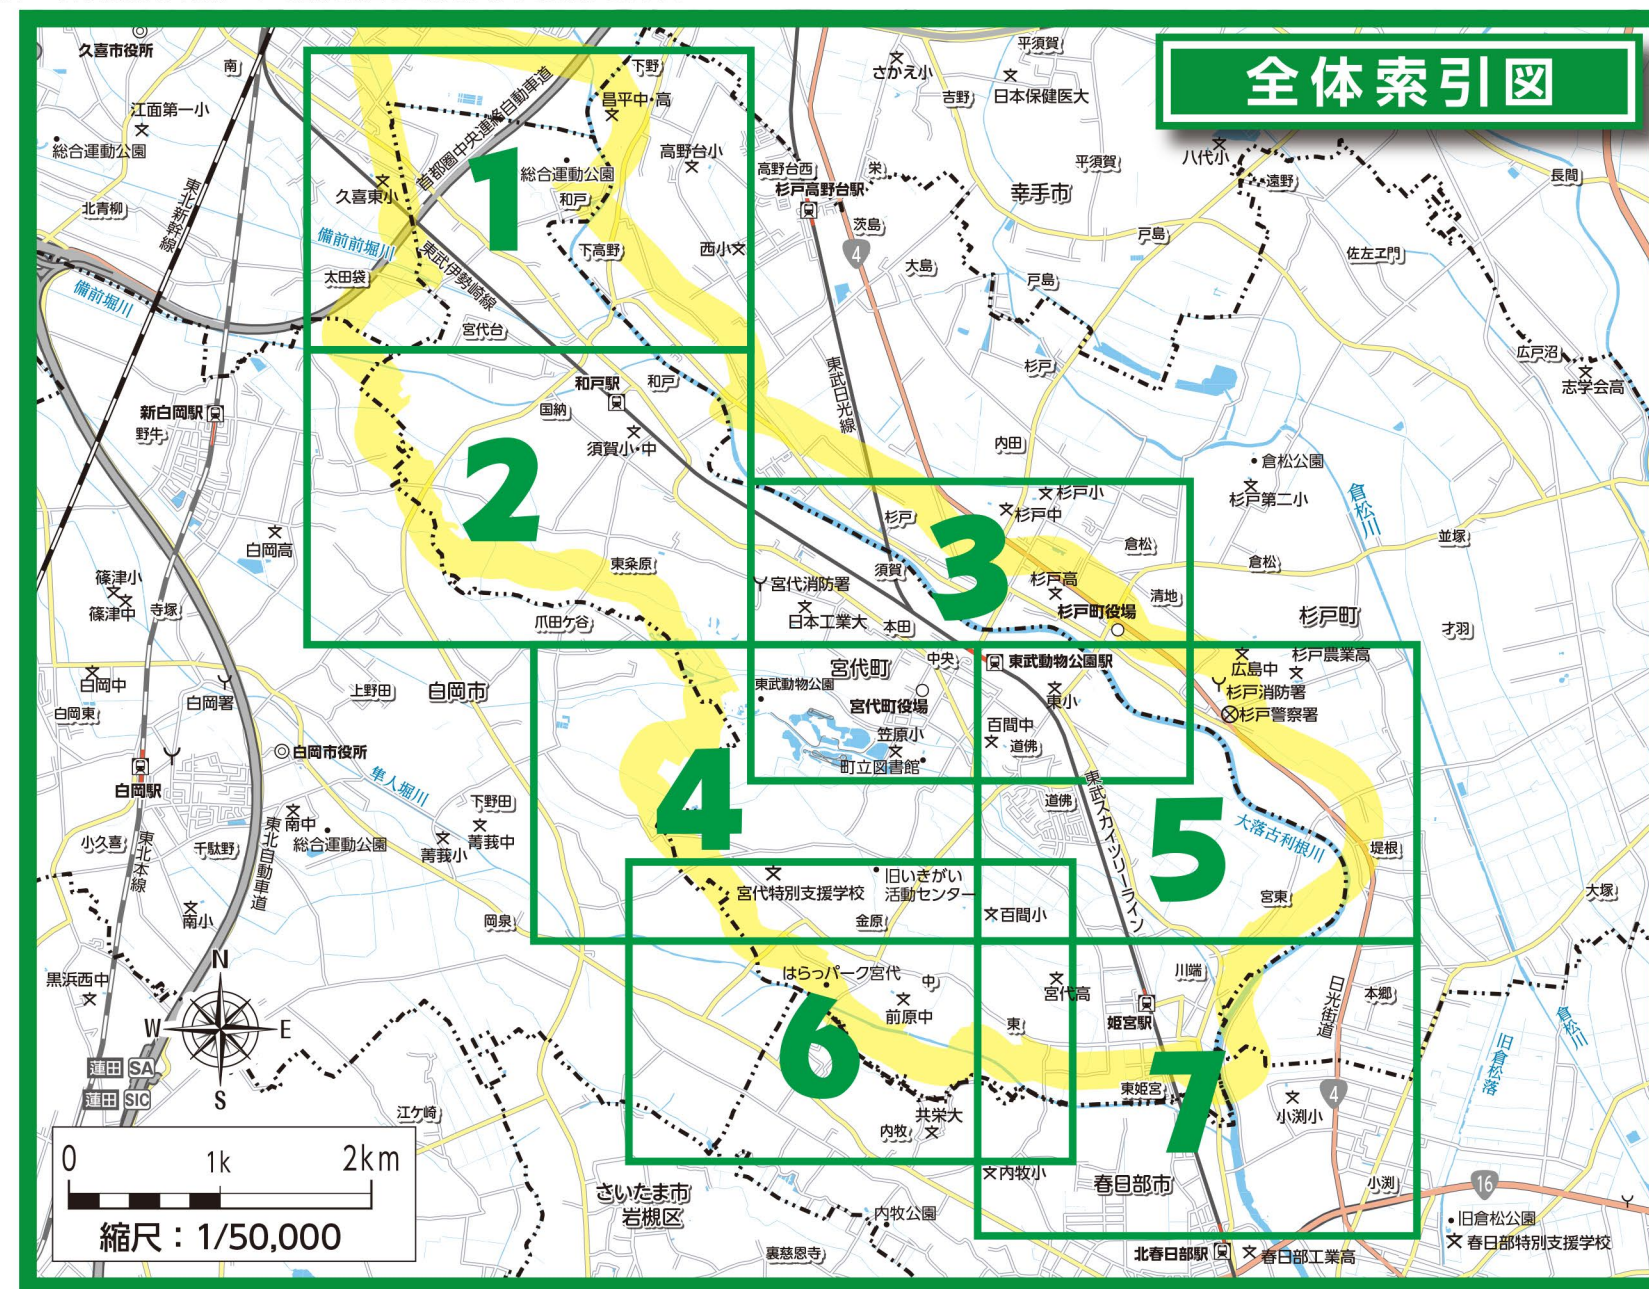 全体索引図
久喜市役所
南
江面第一小
総合運動公園
北青柳
東北新幹線
備前堀川
備前前堀川
太田袋
久喜東小
首都圏中央連絡自動車道
1
下野
昌平中・高
総合運動公園
和戸
下高野
高野台小
西小
東武伊勢崎線
宮代台
さかえ小
吉野
平須賀
日本保健医大
高野台西
栄
杉戸高野台駅
茨島
4
大島
幸手市
平須賀
戸島
戸島
八代小
遠野
長間
佐左ヱ門
広戸沼
志学会高
杉戸
東武日光線
新白岡駅
野牛
和戸駅
和戸
国納
須賀小・中
2
内田
倉松公園
杉戸第二小
倉松川
並塚
杉戸小
杉戸中
杉戸
3
倉松
倉松
白岡高
東粂原
爪田ケ谷
須賀
宮代消防署
日本工業大
本田
杉戸高
杉戸町役場
清地
杉戸町
才羽
篠津小
篠津中
寺塚
白岡中
白岡東
白岡署
上野田
白岡市
白岡市役所
白岡駅
隼人堀川
宮代町
中央
東武動物公園
宮代町役場
笠原小
町立図書館
東武動物公園駅
東小
百間中
道佛
広島中
杉戸農業高
杉戸消防署
杉戸警察署
4
道佛
東武スカイツリーライン
5
大落古利根川
堤根
宮東
大塚
小久喜
東北本線
千駄野
東北自動車道
南中
総合運動公園
下野田
菁莪小
菁莪中
南小
岡泉
宮代特別支援学校
旧いきがい
活動センター
金原
百間小
黒浜西中
N
W
E
S
はらっパーク宮代
中
前原中
6
東
宮代高
川端
姫宮駅
日光街道
本郷
旧倉松落
倉松川
蓮田 SA
蓮田 SIC
江ケ崎
共栄大
内牧
東姫宮
7
小渕小
4
内牧小
春日部市
小渕
16
0 1k 2km
縮尺：1/50,000
さいたま市
岩槻区
内牧公園
裏慈恩寺
北春日部駅
春日部工業高
旧倉松公園
春日部特別支援学校